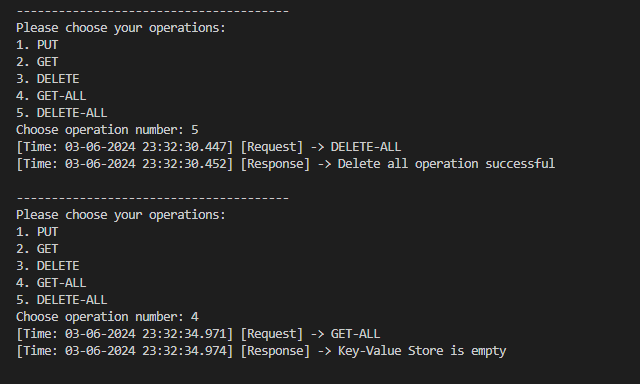 ---------------------------------------
Please choose your operations:
1. PUT
2. GET
3. DELETE
4. GET-ALL
5. DELETE-ALL
Choose operation number: 5
[Time: 03-06-2024 23:32:30.447] [Request] -> DELETE-ALL
[Time: 03-06-2024 23:32:30.452] [Response] -> Delete all operation successful

---------------------------------------
Please choose your operations:
1. PUT
2. GET
3. DELETE
4. GET-ALL
5. DELETE-ALL
Choose operation number: 4
[Time: 03-06-2024 23:32:34.971] [Request] -> GET-ALL
[Time: 03-06-2024 23:32:34.974] [Response] -> Key-Value Store is empty